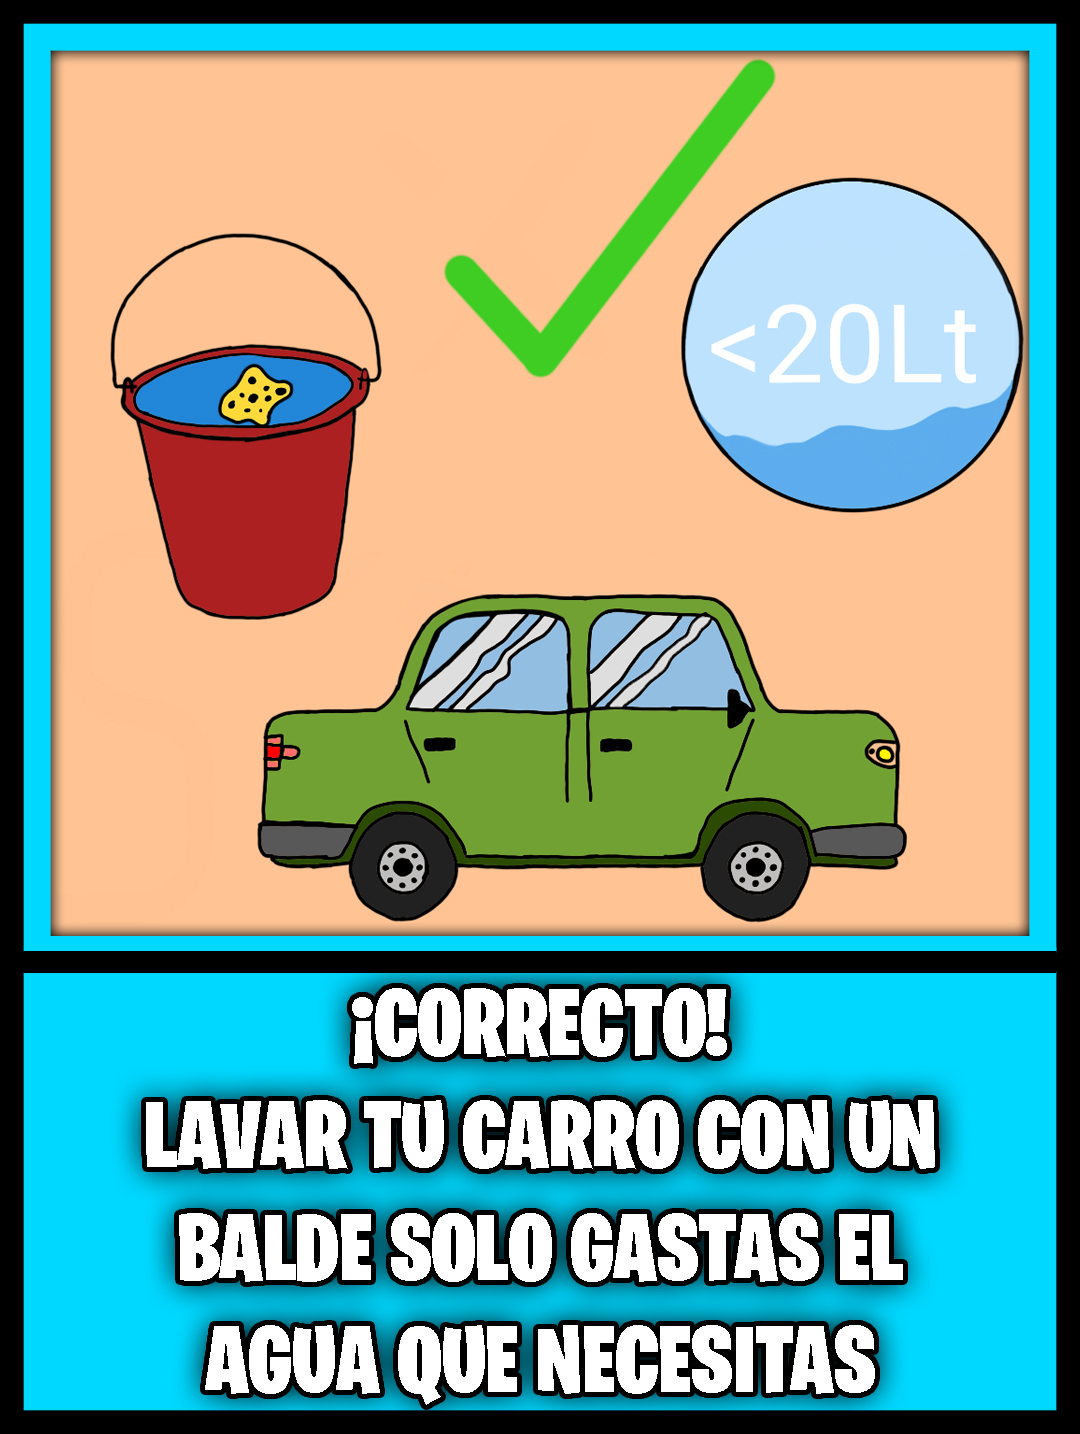 <20Lt
¡CORRECTO!
LAVAR TU CARRO CON UN
BALDE SOLO GASTAS EL
AGUA QUE NECESITAS